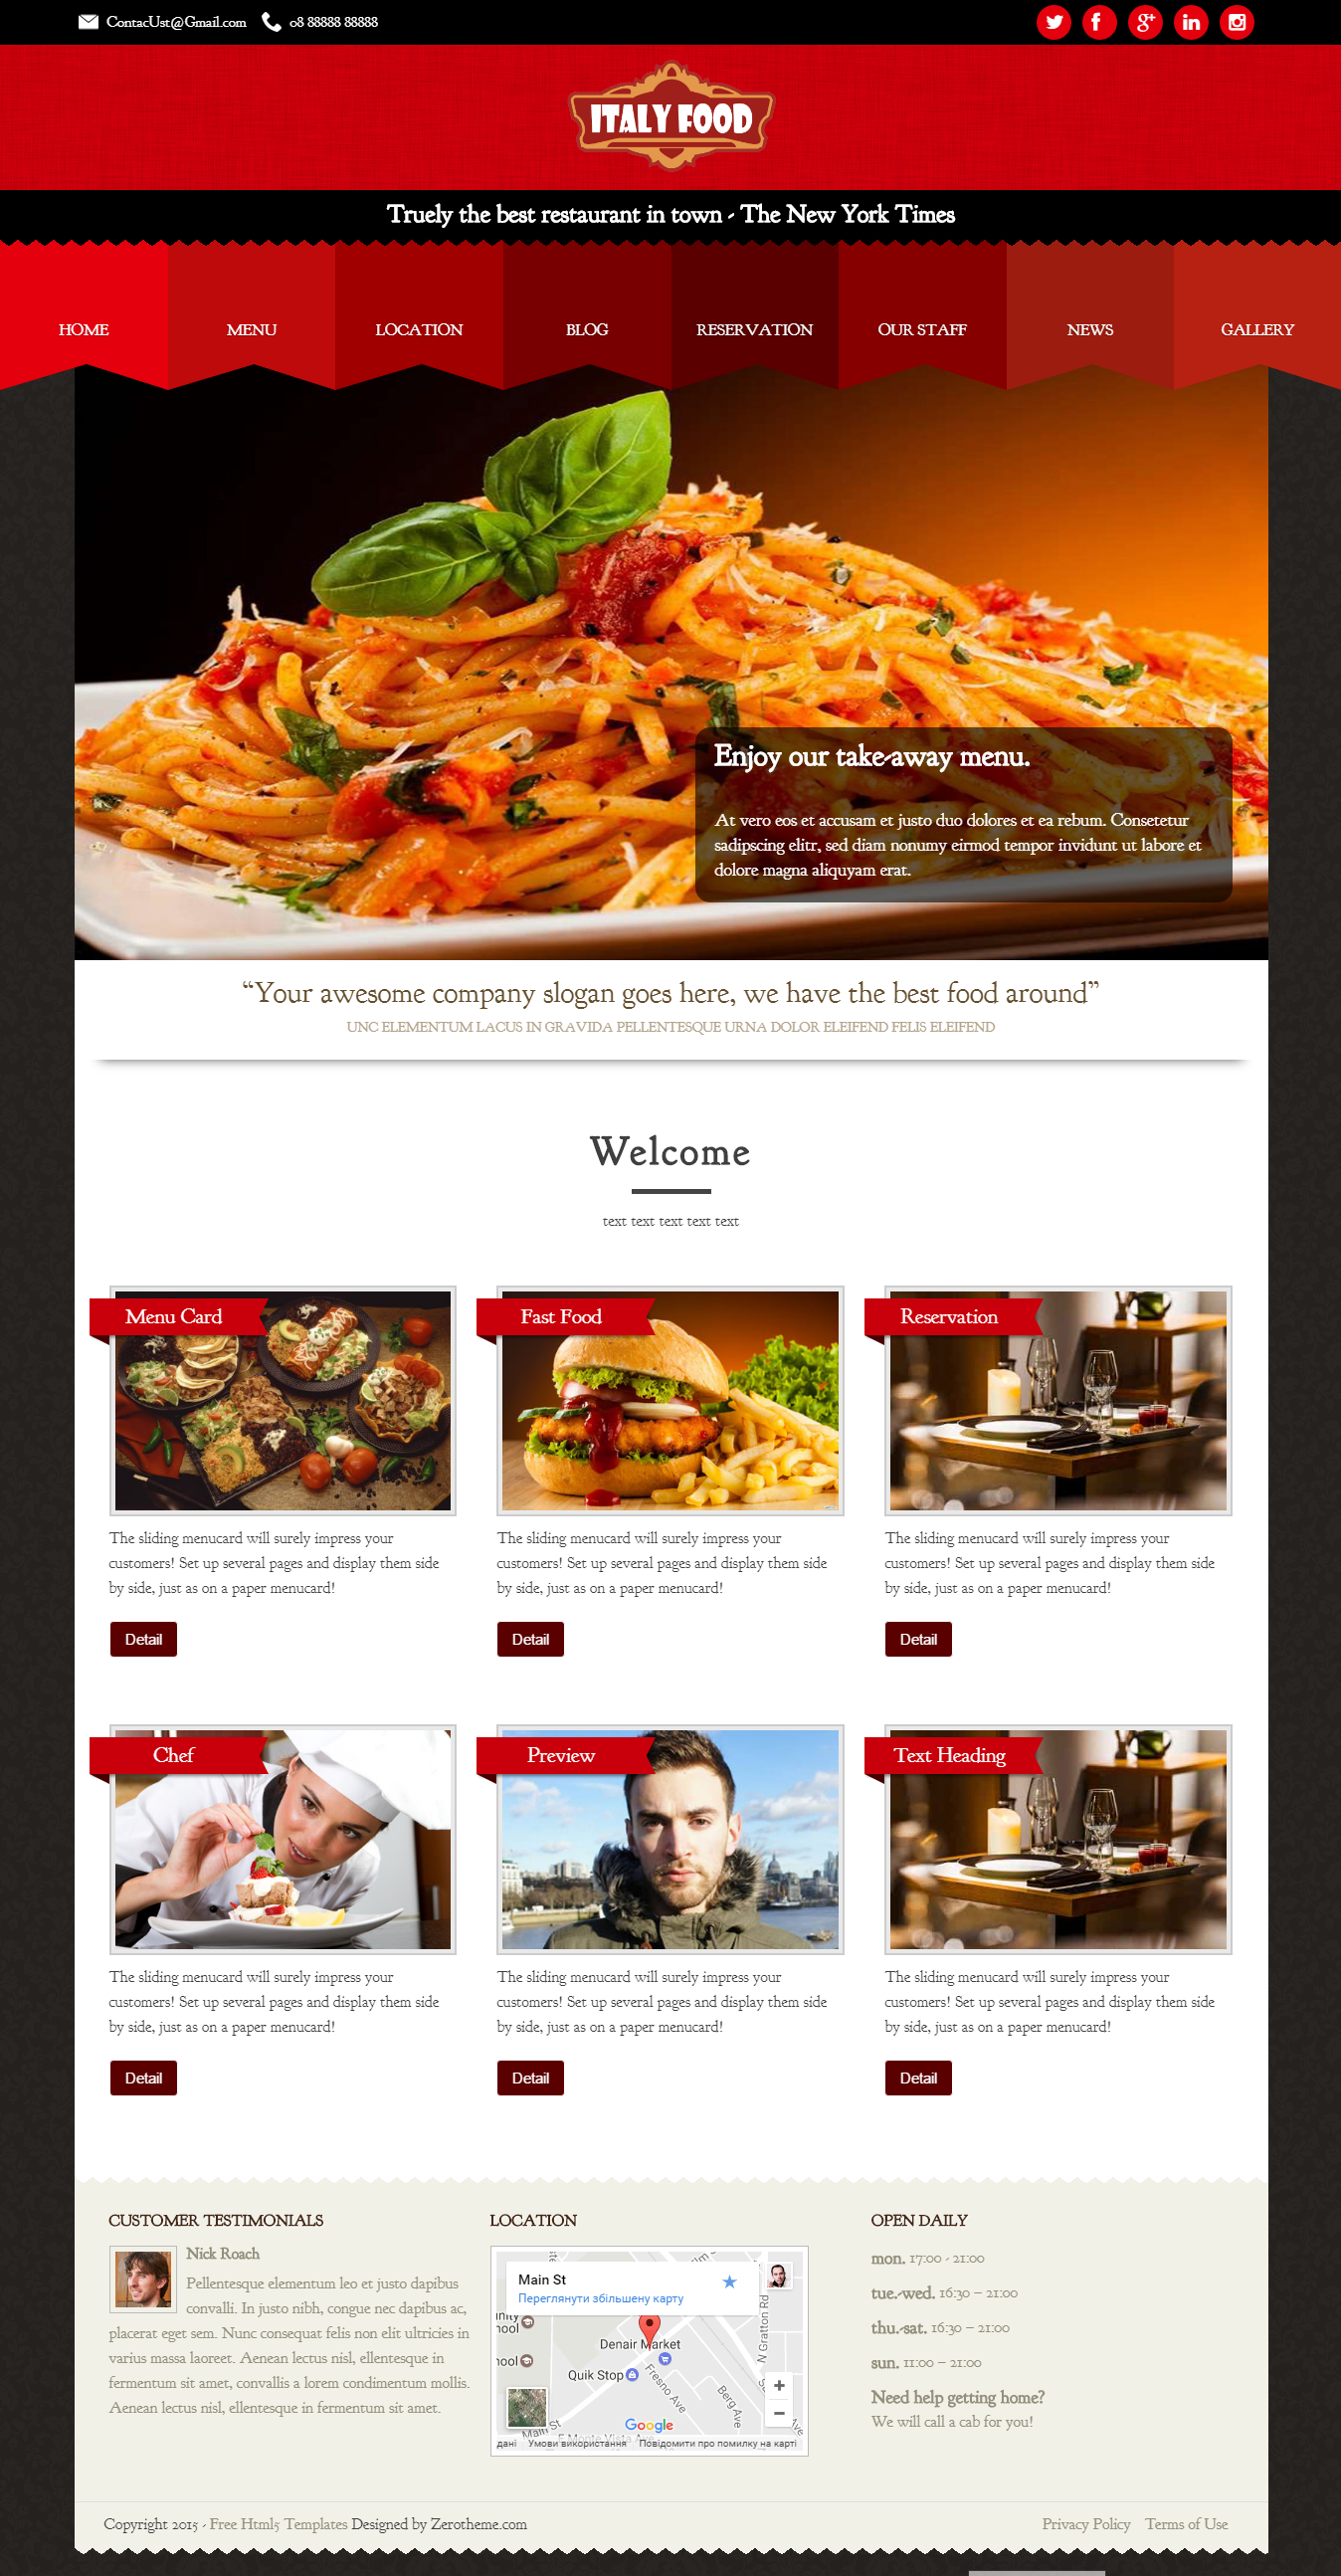 ContacUst@Gmail.com 08 88888 88888
ITALY FOOD
Truely the best restaurant in town - The New York Times
HOME MENU LOCATION BLOG RESERVATION OUR STAFF NEWS GALLERY
Enjoy our take-away menu.
At vero eos et accusam et justo duo dolores et ea rebum. Consetetur
sadipscing elitr, sed diam nonumy eirmod tempor invidunt ut labore et
dolore magna aliquyam erat.
“Your awesome company slogan goes here, we have the best food around”
UNC ELEMENTUM LACUS IN GRAVIDA PELLENTESQUE URNA DOLOR ELEIFEND FELIS ELEIFEND
Welcome
text text text text text
Menu Card
The sliding menucard will surely impress your
customers! Set up several pages and display them side
by side, just as on a paper menucard!
Detail
Fast Food
The sliding menucard will surely impress your
customers! Set up several pages and display them side
by side, just as on a paper menucard!
Detail
Reservation
The sliding menucard will surely impress your
customers! Set up several pages and display them side
by side, just as on a paper menucard!
Detail
Chef
The sliding menucard will surely impress your
customers! Set up several pages and display them side
by side, just as on a paper menucard!
Detail
Preview
The sliding menucard will surely impress your
customers! Set up several pages and display them side
by side, just as on a paper menucard!
Detail
Text Heading
The sliding menucard will surely impress your
customers! Set up several pages and display them side
by side, just as on a paper menucard!
Detail
CUSTOMER TESTIMONIALS
Nick Roach
Pellentesque elementum leo et justo dapibus
convalli. In justo nibh, congue nec dapibus ac,
placerat eget sem. Nunc consequat felis non elit ultricies in
varius massa laoreet. Aenean lectus nisl, ellentesque in
fermentum sit amet, convallis a lorem condimentum mollis.
Aenean lectus nisl, ellentesque in fermentum sit amet.
LOCATION
Main St
Переглянути збільшену карту
N Gratton Rd
Denair Market
Quik Stop
Fresno Ave
Berg Ave
Main St
E Monte Vista Ave
Google
дані Умови використання Повідомити про помилку на карті
OPEN DAILY
mon. 17:00 - 21:00
tue.-wed. 16:30 – 21:00
thu.-sat. 16:30 – 21:00
sun. 11:00 – 21:00
Need help getting home?
We will call a cab for you!
Copyright 2015 - Free Html5 Templates Designed by Zerotheme.com
Privacy Policy Terms of Use